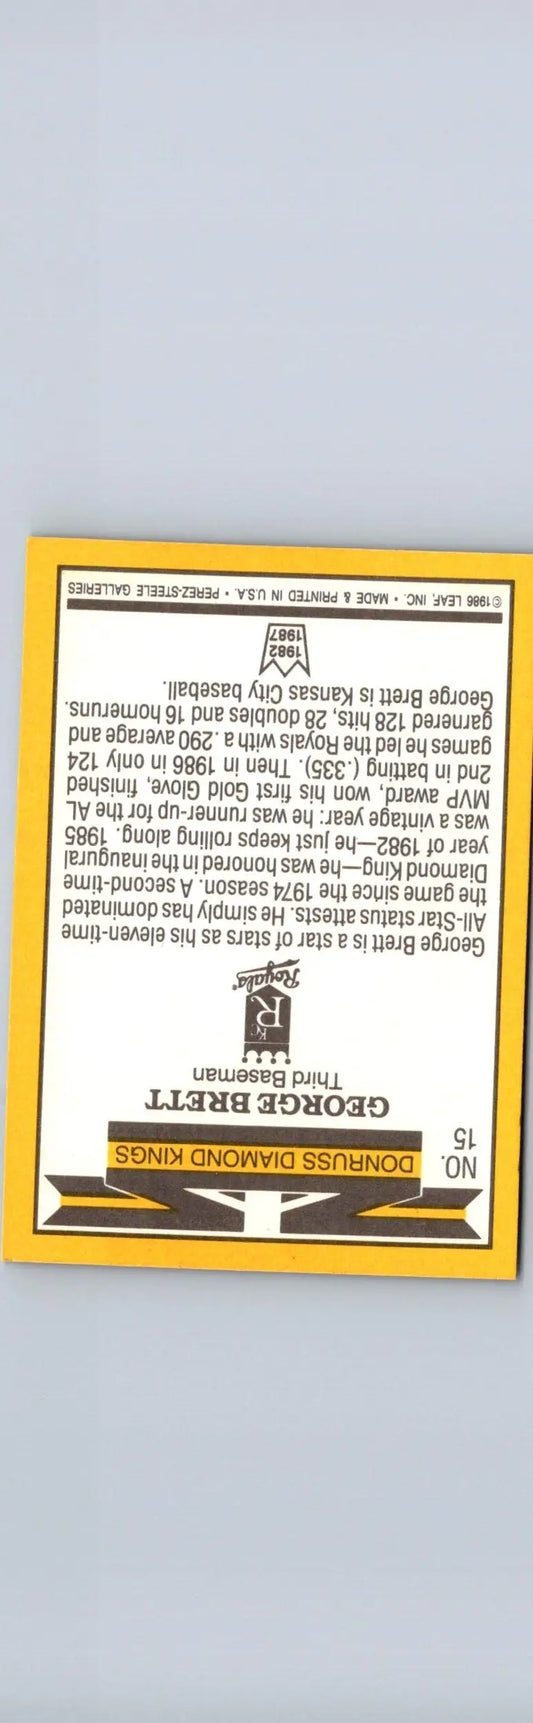 NO.
15
DONRUSS DIAMOND KINGS
GEORGE BRETT
Third Baseman
KC
R
Royals
George Brett is a star of stars as his eleven-time
All-Star status attests. He simply has dominated
the game since the 1974 season. A second-time
Diamond King—he was honored in the inaugural
year of 1982—he just keeps rolling along. 1985
was a vintage year: he was runner-up for the AL
MVP award, won his first Gold Glove, finished
2nd in batting (.335). Then in 1986 in only 124
games he led the Royals with a .290 average and
garnered 128 hits, 28 doubles and 16 homeruns.
George Brett is Kansas City baseball.
1982
1987
©1986 LEAF, INC. • MADE & PRINTED IN U.S.A. • PEREZ-STEELE GALLERIES